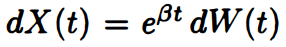 dX(t) = e^{βt} dW(t)